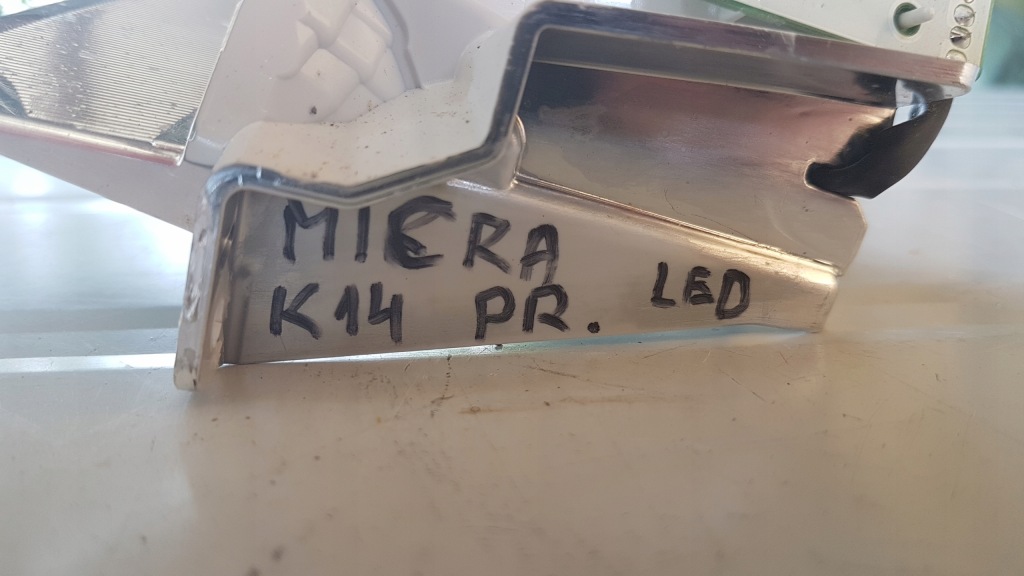 MIERA
K14 PR. LED